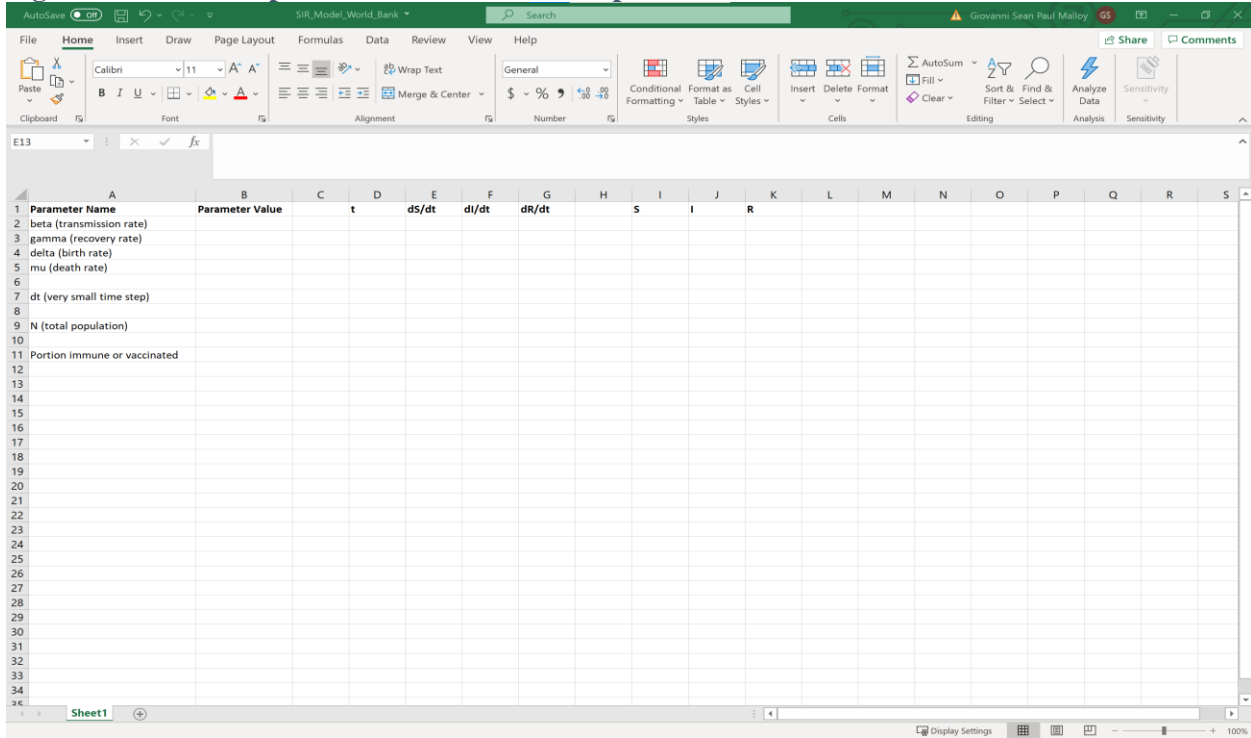 AutoSave Off SIR_Model_World_Bank Search Giovanni Sean Paul Malloy GS
File Home Insert Draw Page Layout Formulas Data Review View Help Share Comments
Paste Calibri 11 A^ Aˇ Wrap Text General Conditional Formatting Format as Table Cell Styles Insert Delete Format AutoSum Fill Clear Sort & Filter Find & Select Analyze Data Sensitivity
B I U A Merge & Center $ % 9
Clipboard Font Alignment Number Styles Cells Editing Analysis Sensitivity
E13 fx
A B C D E F G H I J K L M N O P Q R S
1 Parameter Name Parameter Value t dS/dt dI/dt dR/dt S I R
2 beta (transmission rate)
3 gamma (recovery rate)
4 delta (birth rate)
5 mu (death rate)
6
7 dt (very small time step)
8
9 N (total population)
10
11 Portion immune or vaccinated
12
13
14
15
16
17
18
19
20
21
22
23
24
25
26
27
28
29
30
31
32
33
34
35
Sheet1
Display Settings 100%